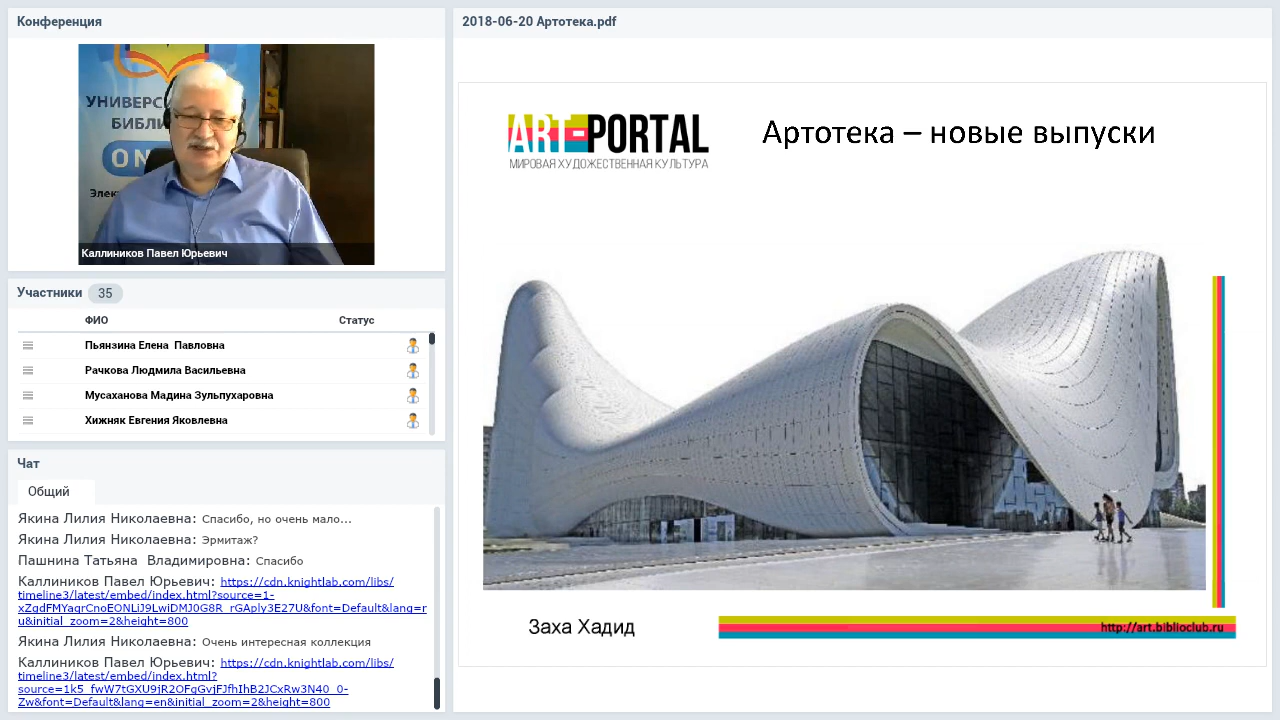 Конференция
УНИВЕРС
БИБЛИ
ON
Элек
Каллиников Павел Юрьевич
Участники 35
ФИО Статус
Пьянзина Елена Павловна
Рачкова Людмила Васильевна
Мусаханова Мадина Зульпухаровна
Хижняк Евгения Яковлевна
Чат
Общий
Якина Лилия Николаевна: Спасибо, но очень мало...
Якина Лилия Николаевна: Эрмитаж?
Пашнина Татьяна Владимировна: Спасибо
Каллиников Павел Юрьевич: https://cdn.knightlab.com/libs/
timeline3/latest/embed/index.html?source=1-
xZgdFMYaqrCnoEONLiJ9LwiDMJ0G8R_rGAply3E27U&font=Default&lang=r
u&initial_zoom=2&height=800
Якина Лилия Николаевна: Очень интересная коллекция
Каллиников Павел Юрьевич: https://cdn.knightlab.com/libs/
timeline3/latest/embed/index.html?
source=1k5_fwW7tGXU9jR2OFqGvjFJfhIhB2JCxRw3N40_0-
Zw&font=Default&lang=en&initial_zoom=2&height=800
2018-06-20 Артотека.pdf
ART-PORTAL
МИРОВАЯ ХУДОЖЕСТВЕННАЯ КУЛЬТУРА
Артотека – новые выпуски
Заха Хадид
http://art.biblioclub.ru